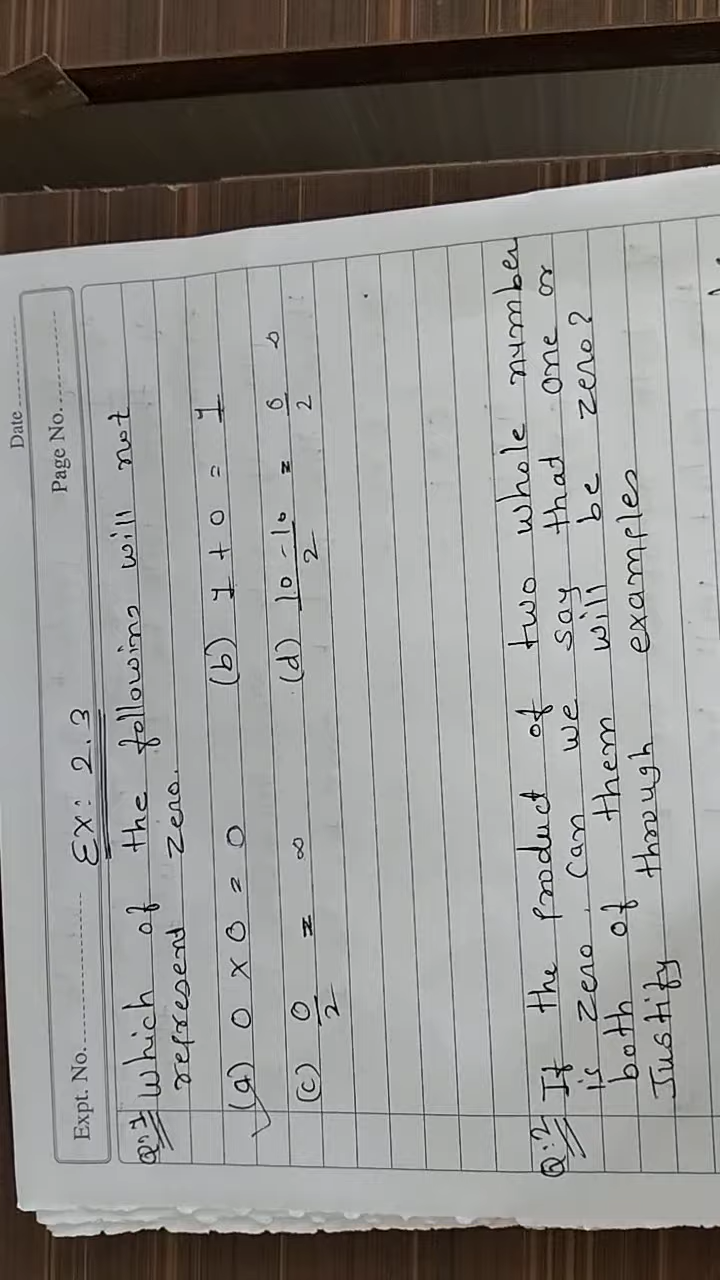 Date
Expt. No.
Page No.
Ex: 2.3
Q:1 Which of the following will not
represent zero.
(a) 0 x 0 = 0 (b) 1 + 0 = 1
(c) 0/2 = ∞ (d) 10-10/2 = 0/2
Q:2 If the product of two whole number
is zero, can we say that one or
both of them will be zero?
Justify through examples